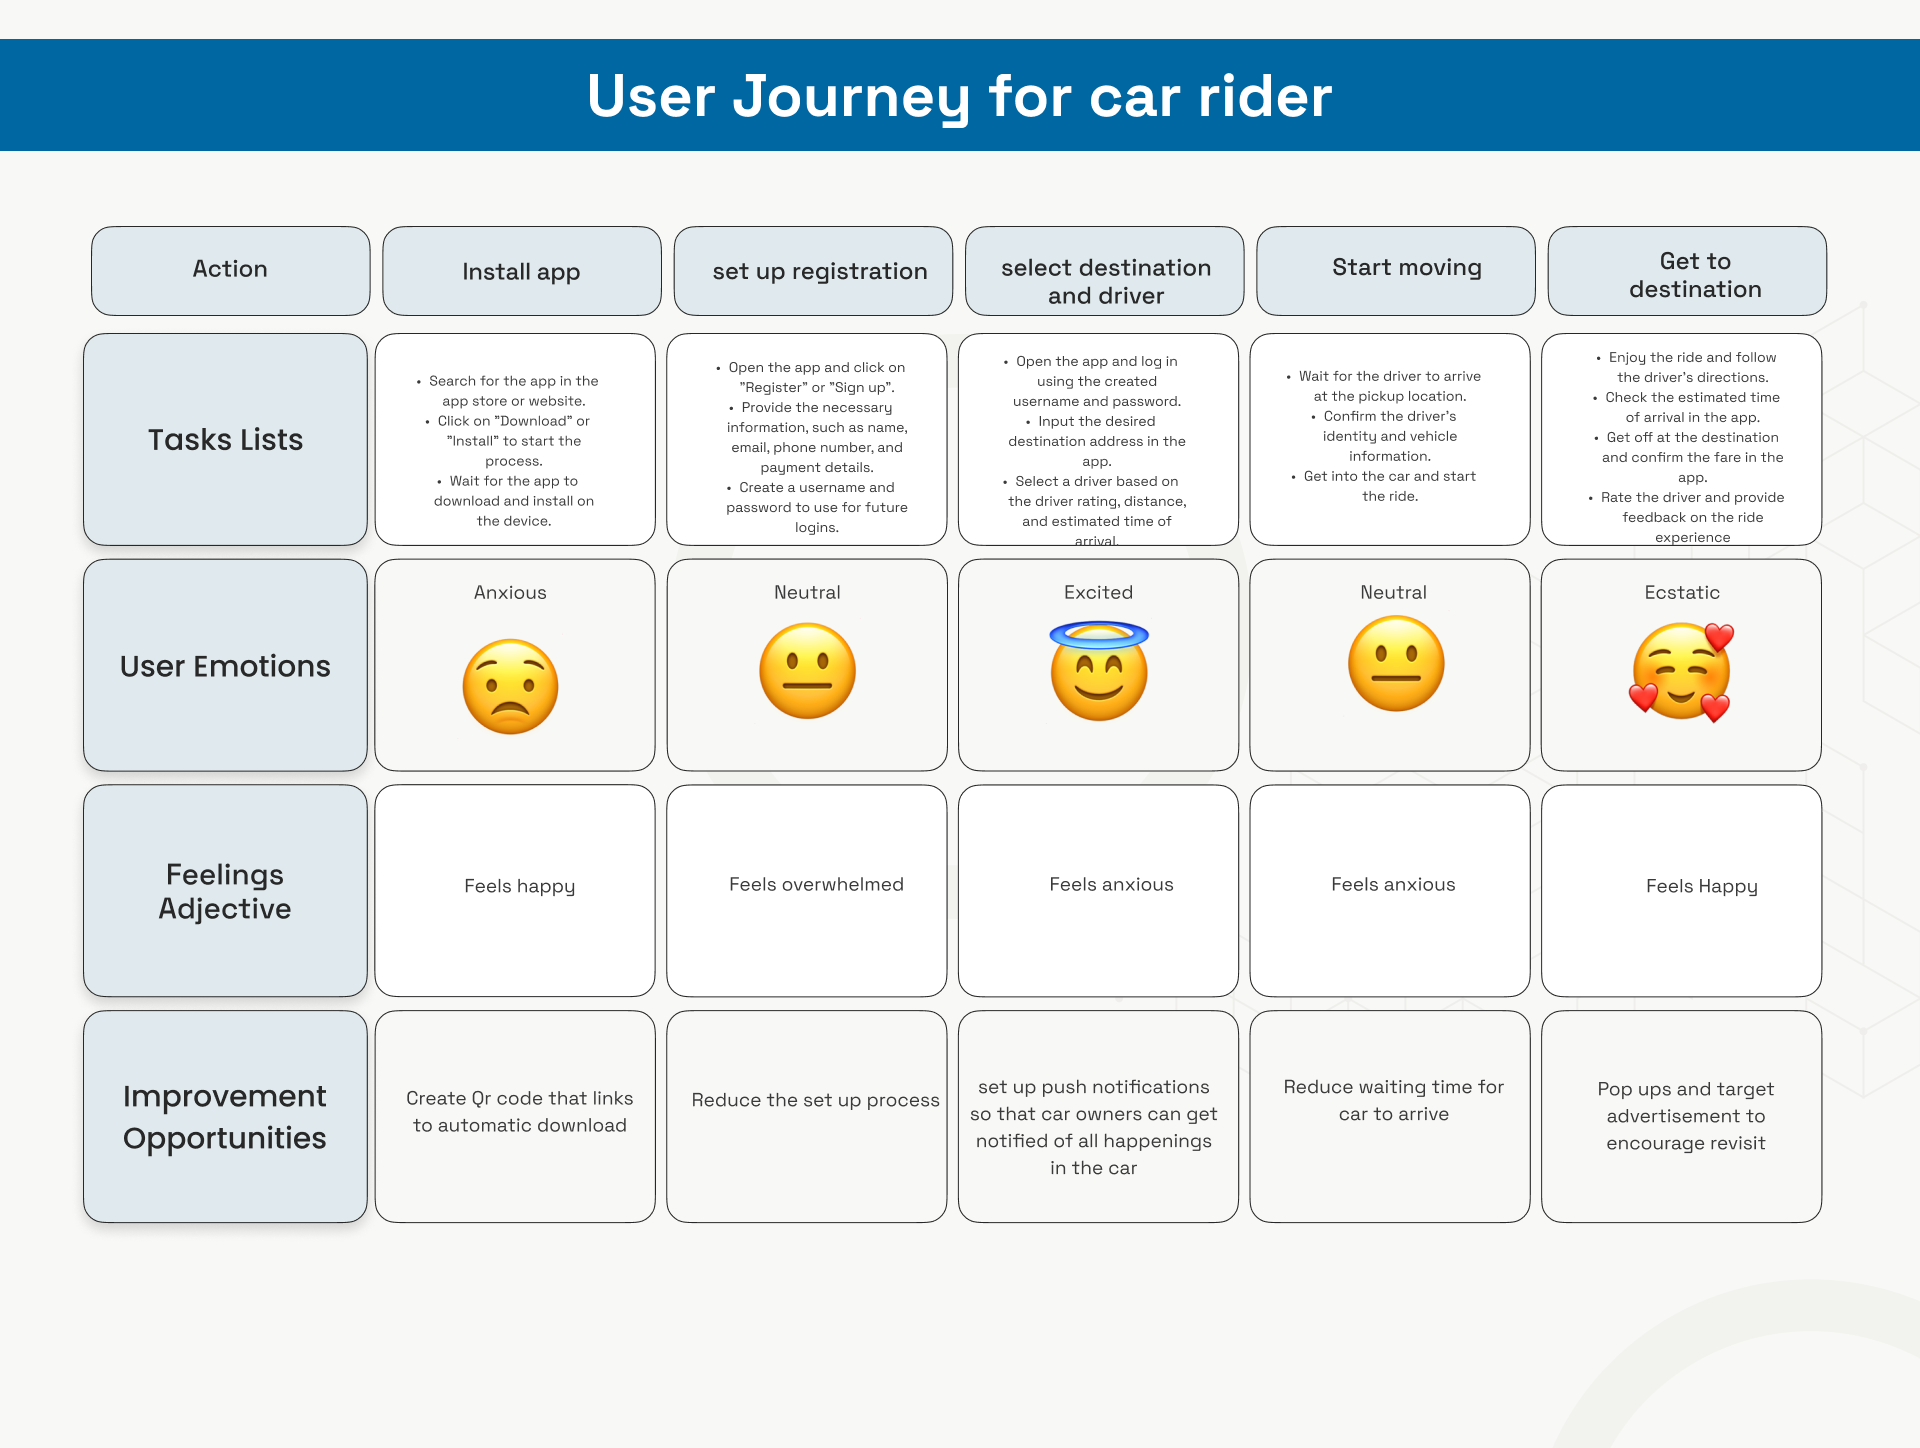 User Journey for car rider
Action
Install app
set up registration
select destination
and driver
Start moving
Get to
destination
Tasks Lists
• Search for the app in the
app store or website.
• Click on "Download" or
"Install" to start the
process.
• Wait for the app to
download and install on
the device.
• Open the app and click on
"Register" or "Sign up".
• Provide the necessary
information, such as name,
email, phone number, and
payment details.
• Create a username and
password to use for future
logins.
• Open the app and log in
using the created
username and password.
• Input the desired
destination address in the
app.
• Select a driver based on
the driver rating, distance,
and estimated time of
arrival.
• Wait for the driver to arrive
at the pickup location.
• Confirm the driver's
identity and vehicle
information.
• Get into the car and start
the ride.
• Enjoy the ride and follow
the driver's directions.
• Check the estimated time
of arrival in the app.
• Get off at the destination
and confirm the fare in the
app.
• Rate the driver and provide
feedback on the ride
experience
User Emotions
Anxious
Neutral
Excited
Neutral
Ecstatic
Feelings
Adjective
Feels happy
Feels overwhelmed
Feels anxious
Feels anxious
Feels Happy
Improvement
Opportunities
Create Qr code that links
to automatic download
Reduce the set up process
set up push notifications
so that car owners can get
notified of all happenings
in the car
Reduce waiting time for
car to arrive
Pop ups and target
advertisement to
encourage revisit